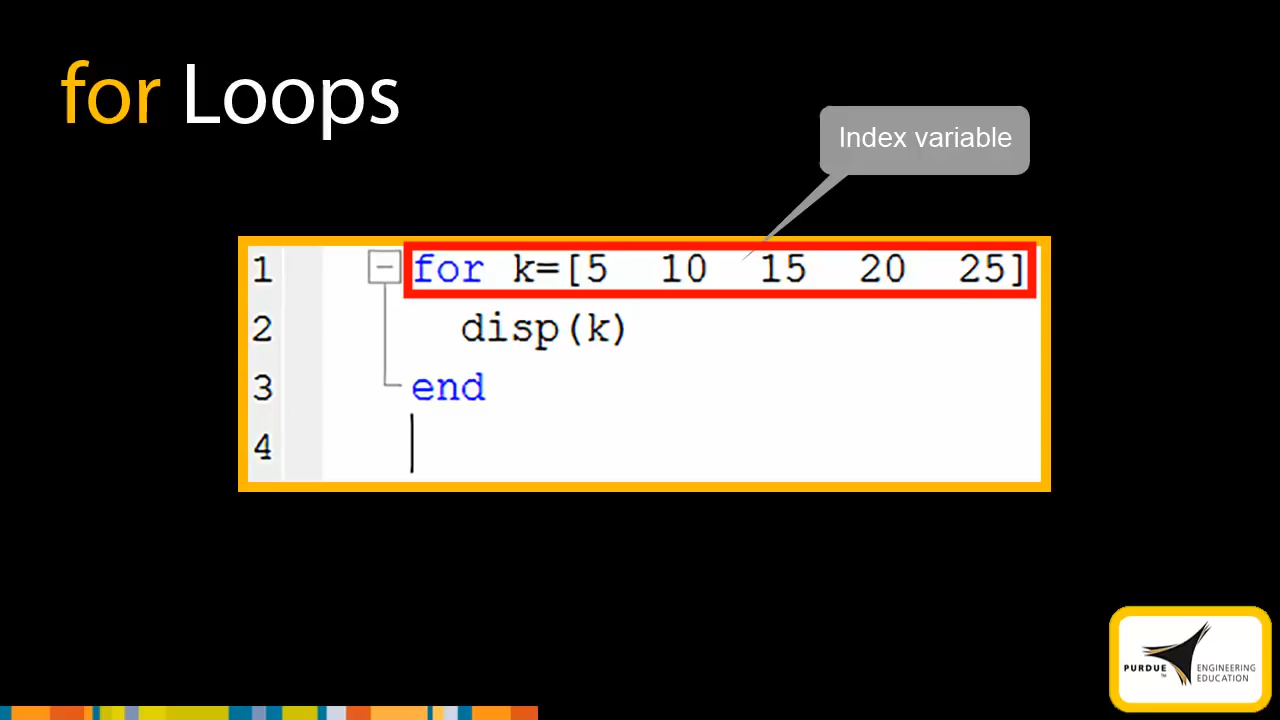 for Loops
Index variable
1 for k=[5 10 15 20 25]
2 disp(k)
3 end
4
PURDUE ENGINEERING
TM EDUCATION